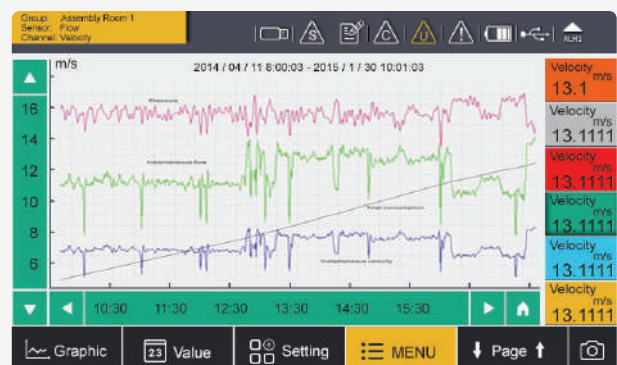 Group: Assembly Room 1
Sensor: Flow
Channel: Velocity
S
C
U
!
ALH1
m/s
2014 / 04 / 11 8:00:03 - 2015 / 1 / 30 10:01:03
16
14
12
10
8
6
Pressure
Instantaneous flow
Total consumption
Instantaneous velocity
Velocity
m/s
13.1
Velocity
m/s
13.1111
Velocity
m/s
13.1111
Velocity
m/s
13.1111
Velocity
m/s
13.1111
Velocity
m/s
13.1111
10:30 11:30 12:30 13:30 14:30 15:30
Graphic
23 Value
Setting
MENU
Page